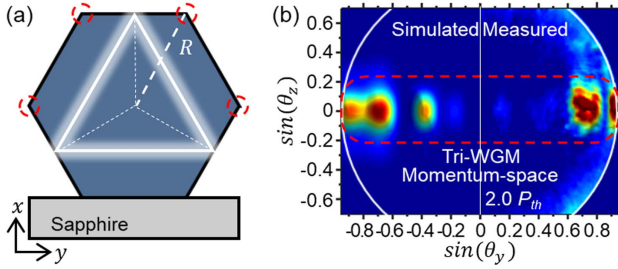 (a)
R
Sapphire
x
y
(b)
sin(θz)
0.6
0.4
0.2
0
-0.2
-0.4
-0.6
Simulated Measured
Tri-WGM
Momentum-space
2.0 Pth
-0.8 -0.6 -0.4 -0.2 0 0.2 0.4 0.6 0.8
sin(θy)